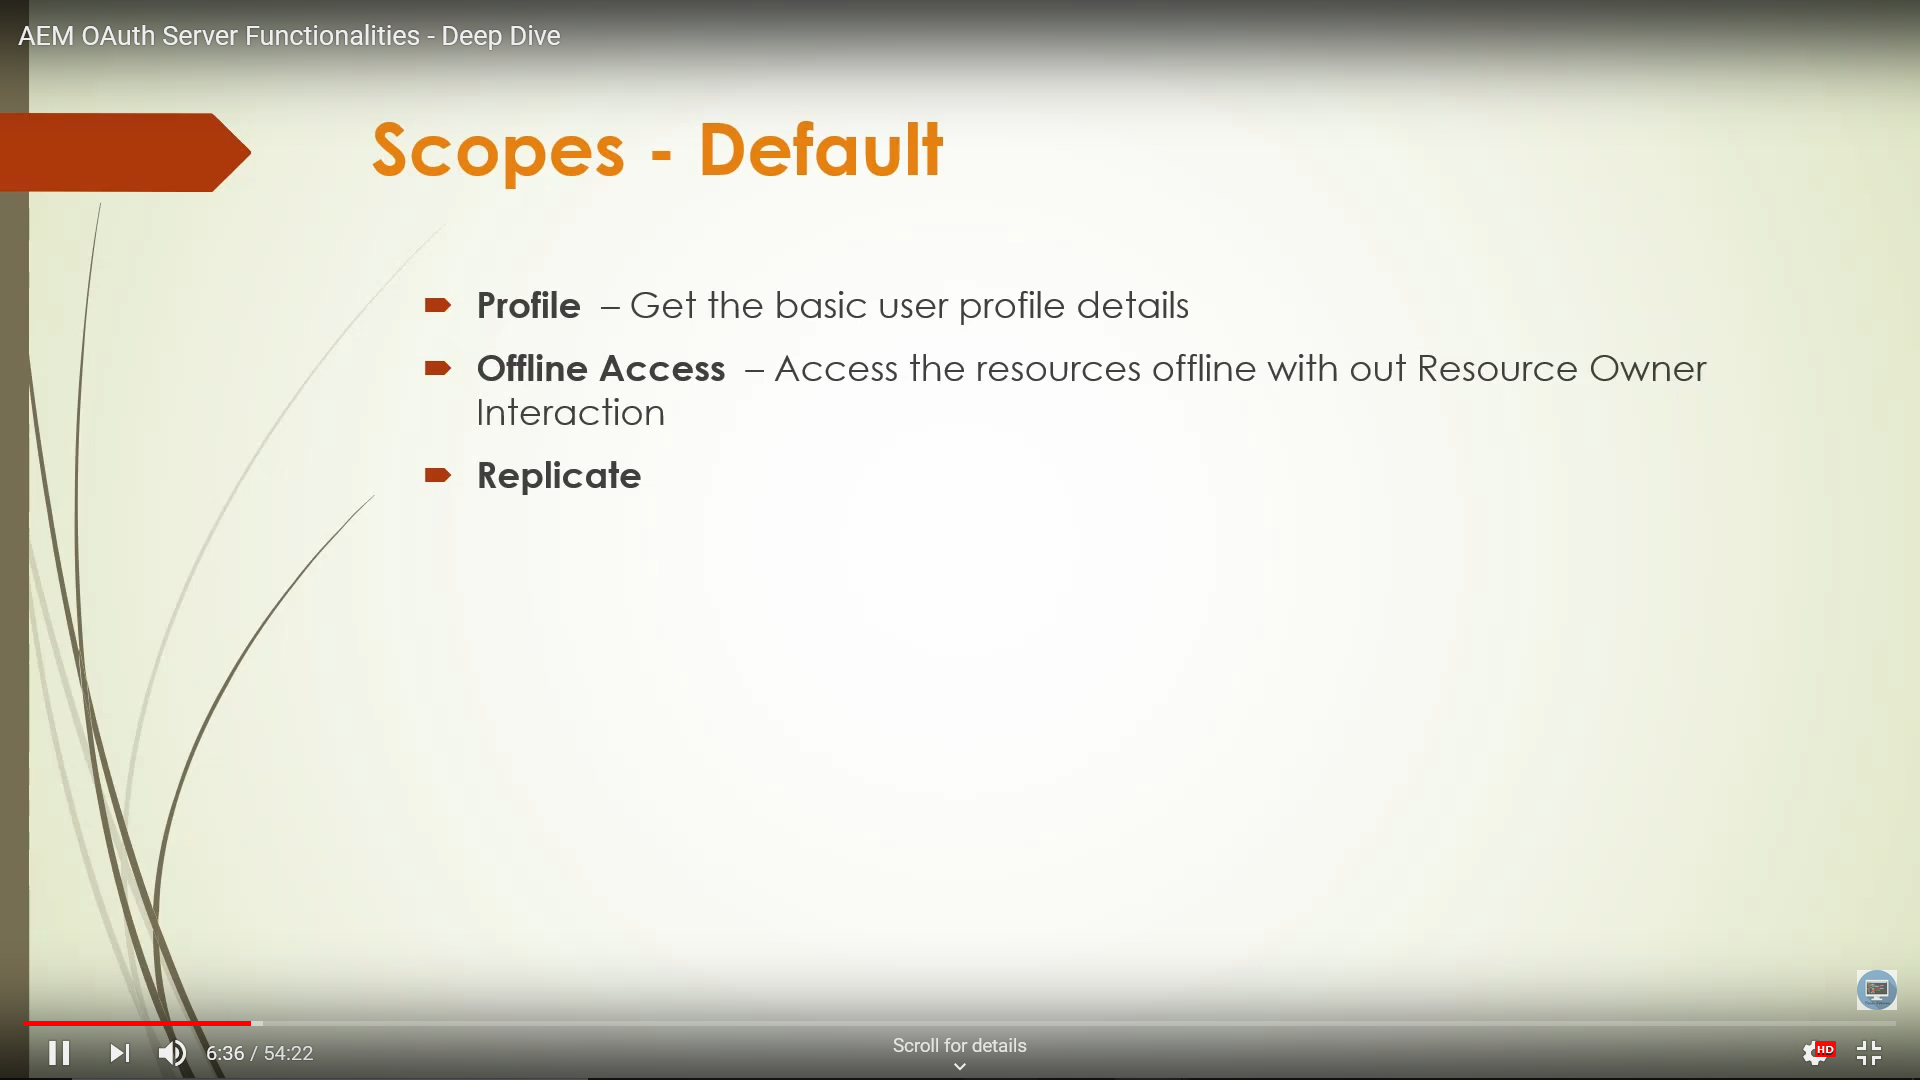 AEM OAuth Server Functionalities - Deep Dive
Scopes - Default
Profile – Get the basic user profile details
Offline Access – Access the resources offline with out Resource Owner
Interaction
Replicate
6:36 / 54:22
Scroll for details
HD